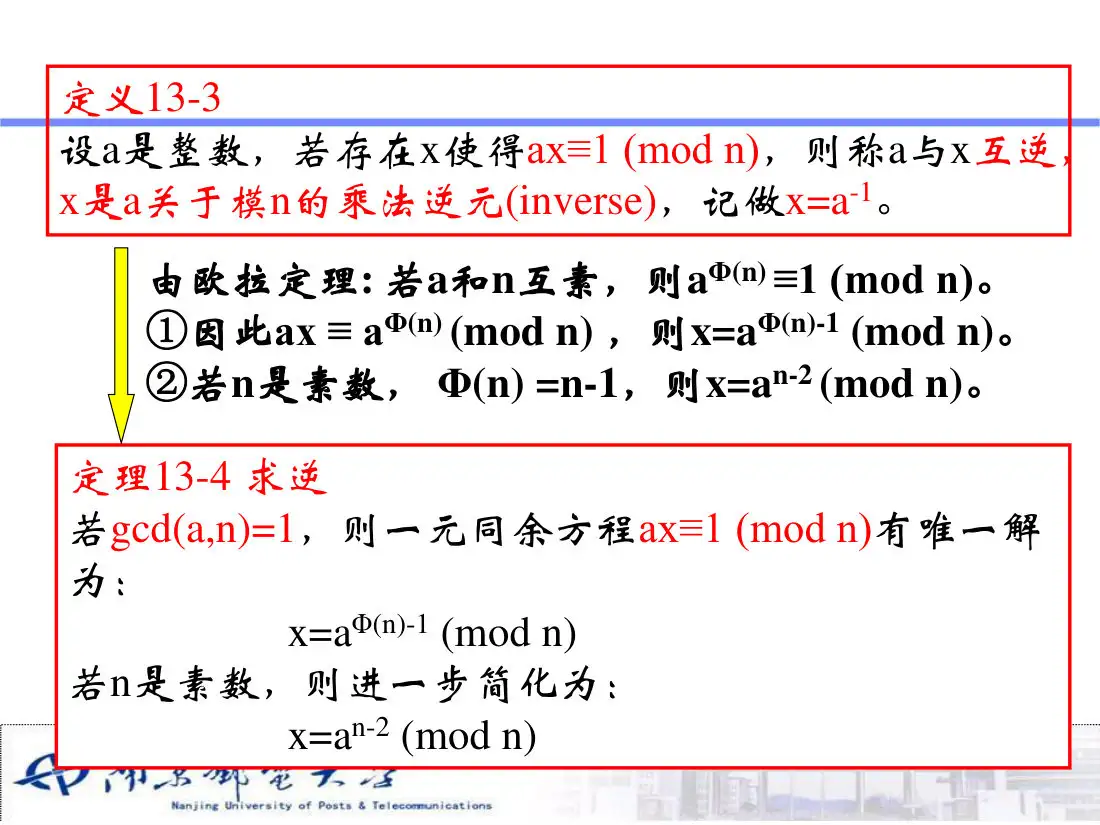 定义13-3
设a是整数，若存在x使得ax≡1 (mod n)，则称a与x互逆，
x是a关于模n的乘法逆元(inverse)，记做x=a⁻¹。
由欧拉定理: 若a和n互素，则a^Φ(n) ≡1 (mod n)。
①因此ax ≡ a^Φ(n) (mod n) ，则x=a^Φ(n)-1 (mod n)。
②若n是素数， Φ(n) =n-1，则x=a^n-2 (mod n)。
定理13-4 求逆
若gcd(a,n)=1，则一元同余方程ax≡1 (mod n)有唯一解
为：
x=a^Φ(n)-1 (mod n)
若n是素数，则进一步简化为：
x=a^n-2 (mod n)
南京邮电大学
Nanjing University of Posts & Telecommunications